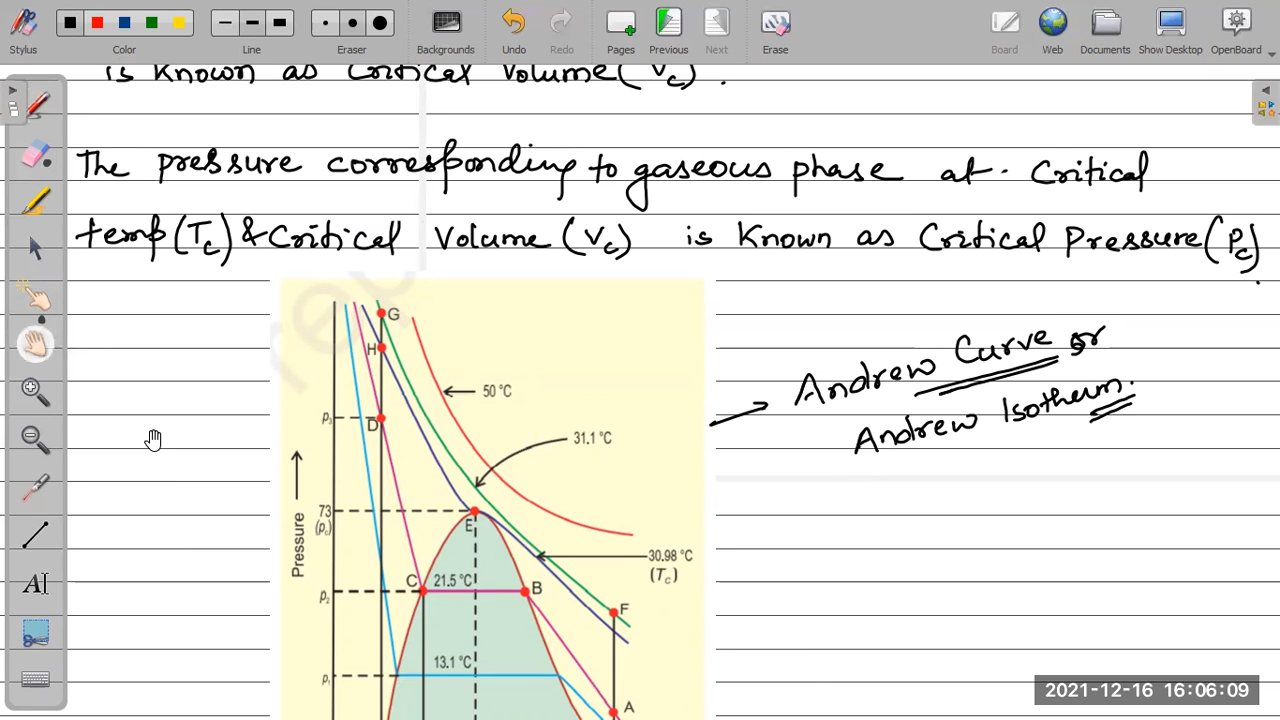 Stylus
Color
Line
Eraser
Backgrounds
Undo
Redo
Pages
Previous
Next
Erase
Board
Web
Documents
Show Desktop
OpenBoard
is Known as Critical Volume (Vc).
The pressure corresponding to gaseous phase at Critical
temp (Tc) & Critical Volume (Vc) is Known as Critical Pressure (Pc).
Andrew Curve or
Andrew Isotherm.
G
H
50 °C
p3
D
31.1 °C
Pressure
73
(pc)
E
30.98 °C
(Tc)
C
21.5 °C
B
p2
F
13.1 °C
p1
A
2021-12-16 16:06:09